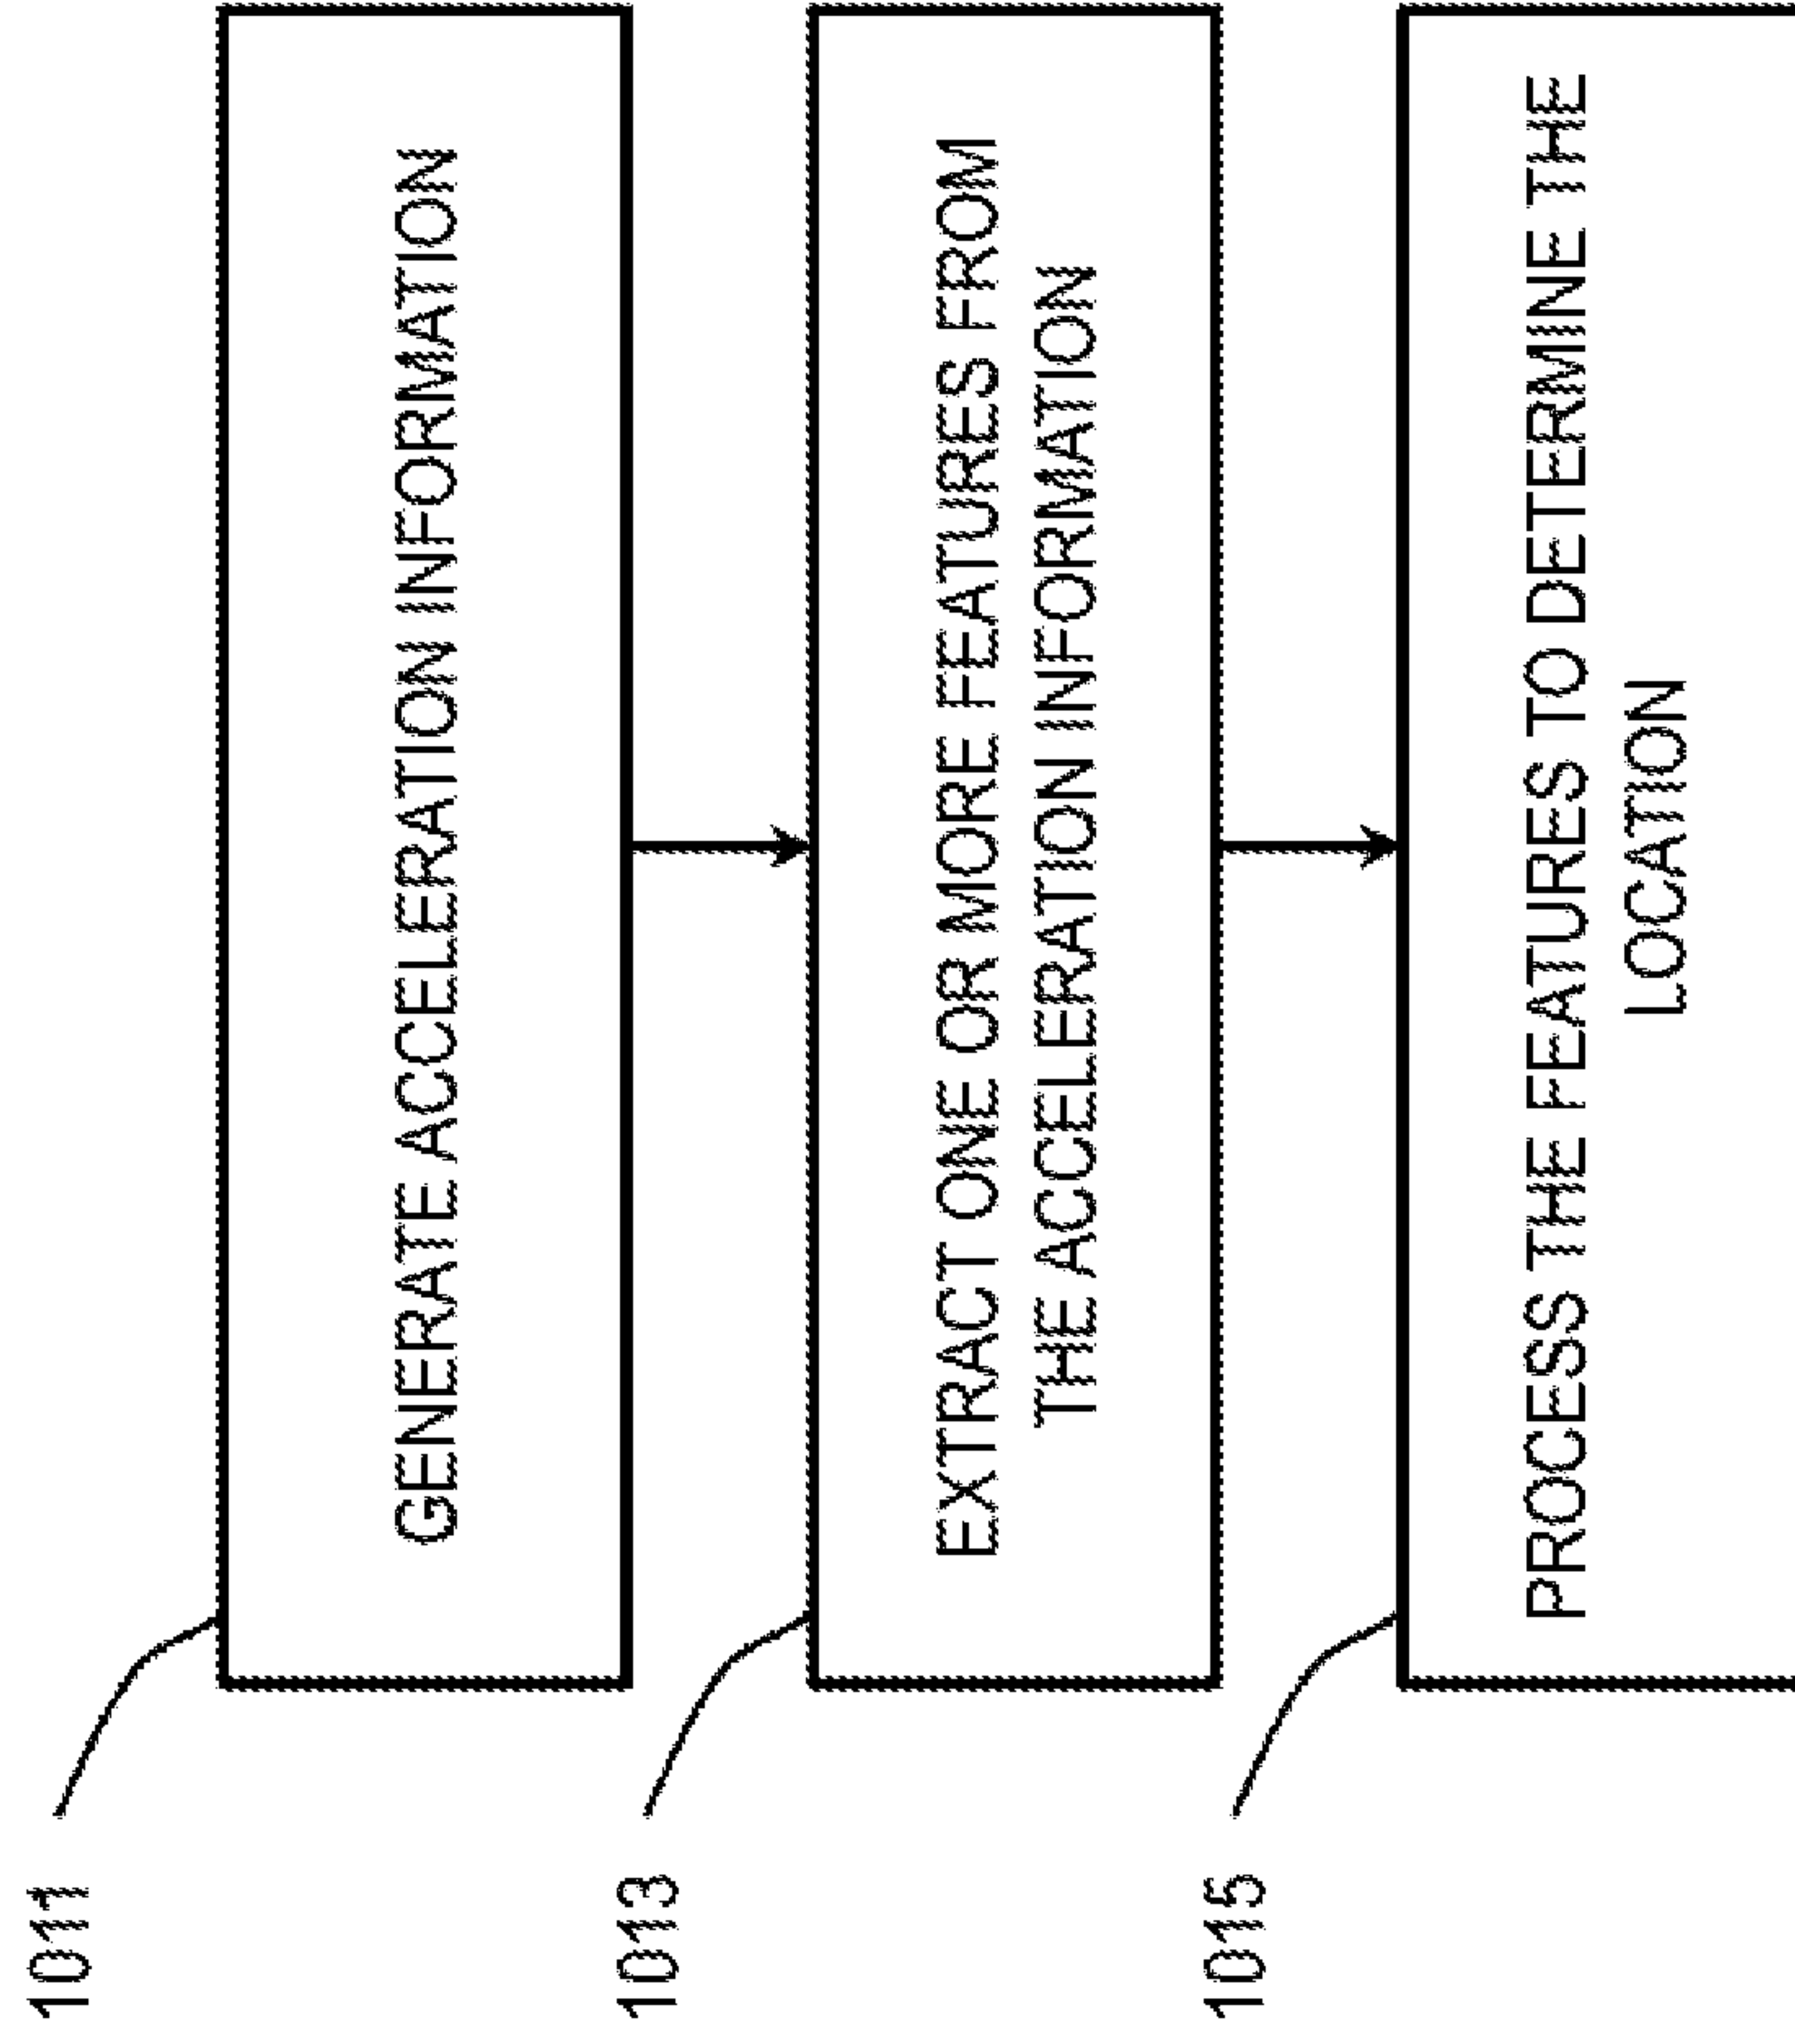 1011
GENERATE ACCELERATION INFORMATION
1013
EXTRACT ONE OR MORE FEATURES FROM
THE ACCELERATION INFORMATION
1015
PROCESS THE FEATURES TO DETERMINE THE
LOCATION